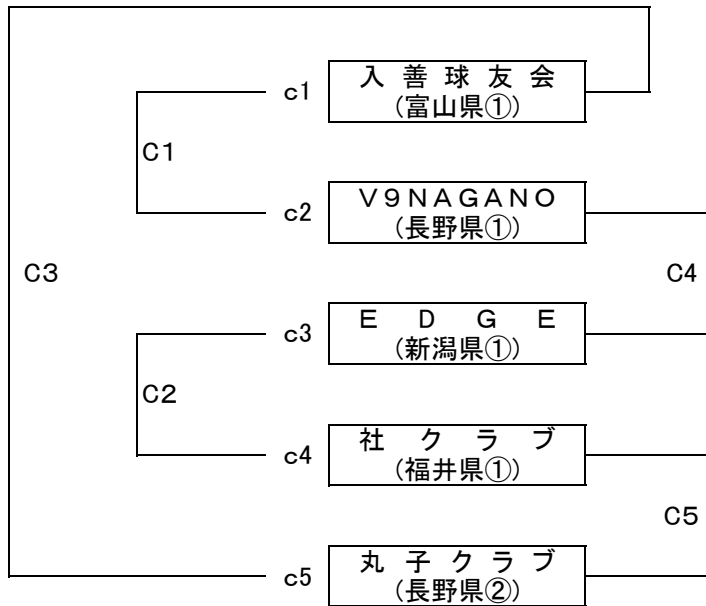 c1
入善球友会
(富山県①)
C1
c2
V9NAGANO
(長野県①)
C3
C4
c3
EDGE
(新潟県①)
C2
c4
社クラブ
(福井県①)
C5
c5
丸子クラブ
(長野県②)